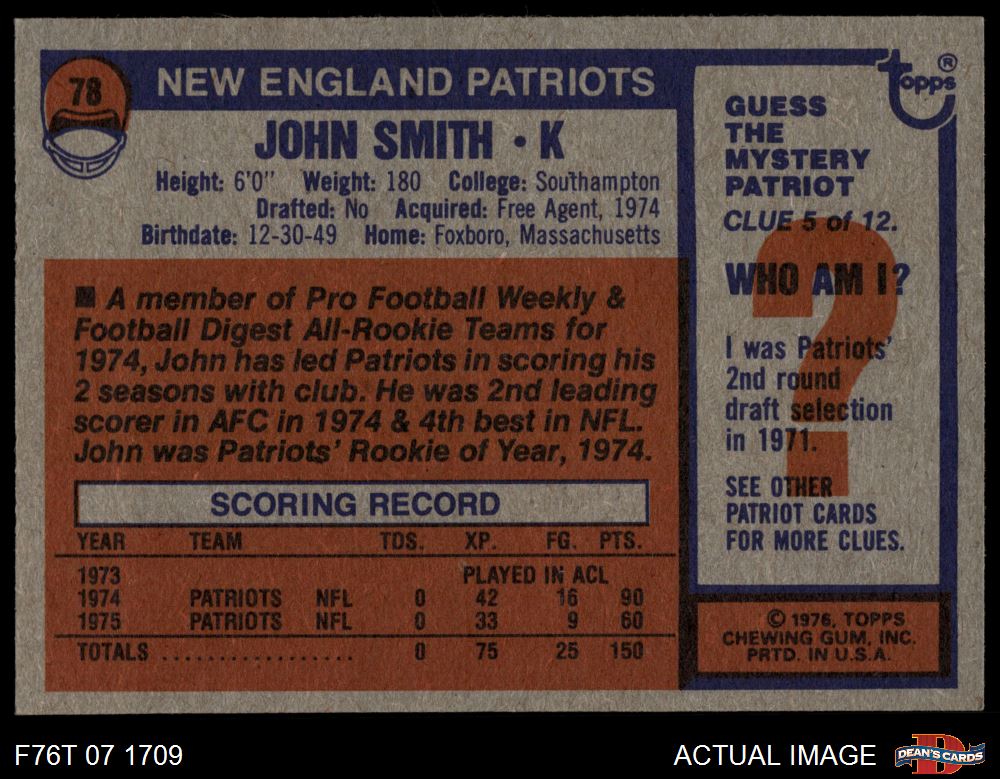 78
NEW ENGLAND PATRIOTS
JOHN SMITH • K
Height: 6'0" Weight: 180 College: Southampton
Drafted: No Acquired: Free Agent, 1974
Birthdate: 12-30-49 Home: Foxboro, Massachusetts
■ A member of Pro Football Weekly &
Football Digest All-Rookie Teams for
1974, John has led Patriots in scoring his
2 seasons with club. He was 2nd leading
scorer in AFC in 1974 & 4th best in NFL.
John was Patriots' Rookie of Year, 1974.
SCORING RECORD
YEAR TEAM TDS. XP. FG. PTS.
1973 PLAYED IN ACL
1974 PATRIOTS NFL 0 42 16 90
1975 PATRIOTS NFL 0 33 9 60
TOTALS .................. 0 75 25 150
topps ®
GUESS
THE
MYSTERY
PATRIOT
CLUE 5 of 12.
WHO AM I?
?
I was Patriots'
2nd round
draft selection
in 1971.
SEE OTHER
PATRIOT CARDS
FOR MORE CLUES.
© 1976, TOPPS
CHEWING GUM, INC.
PRTD. IN U.S.A.
F76T 07 1709
ACTUAL IMAGE
D
DEAN'S CARDS